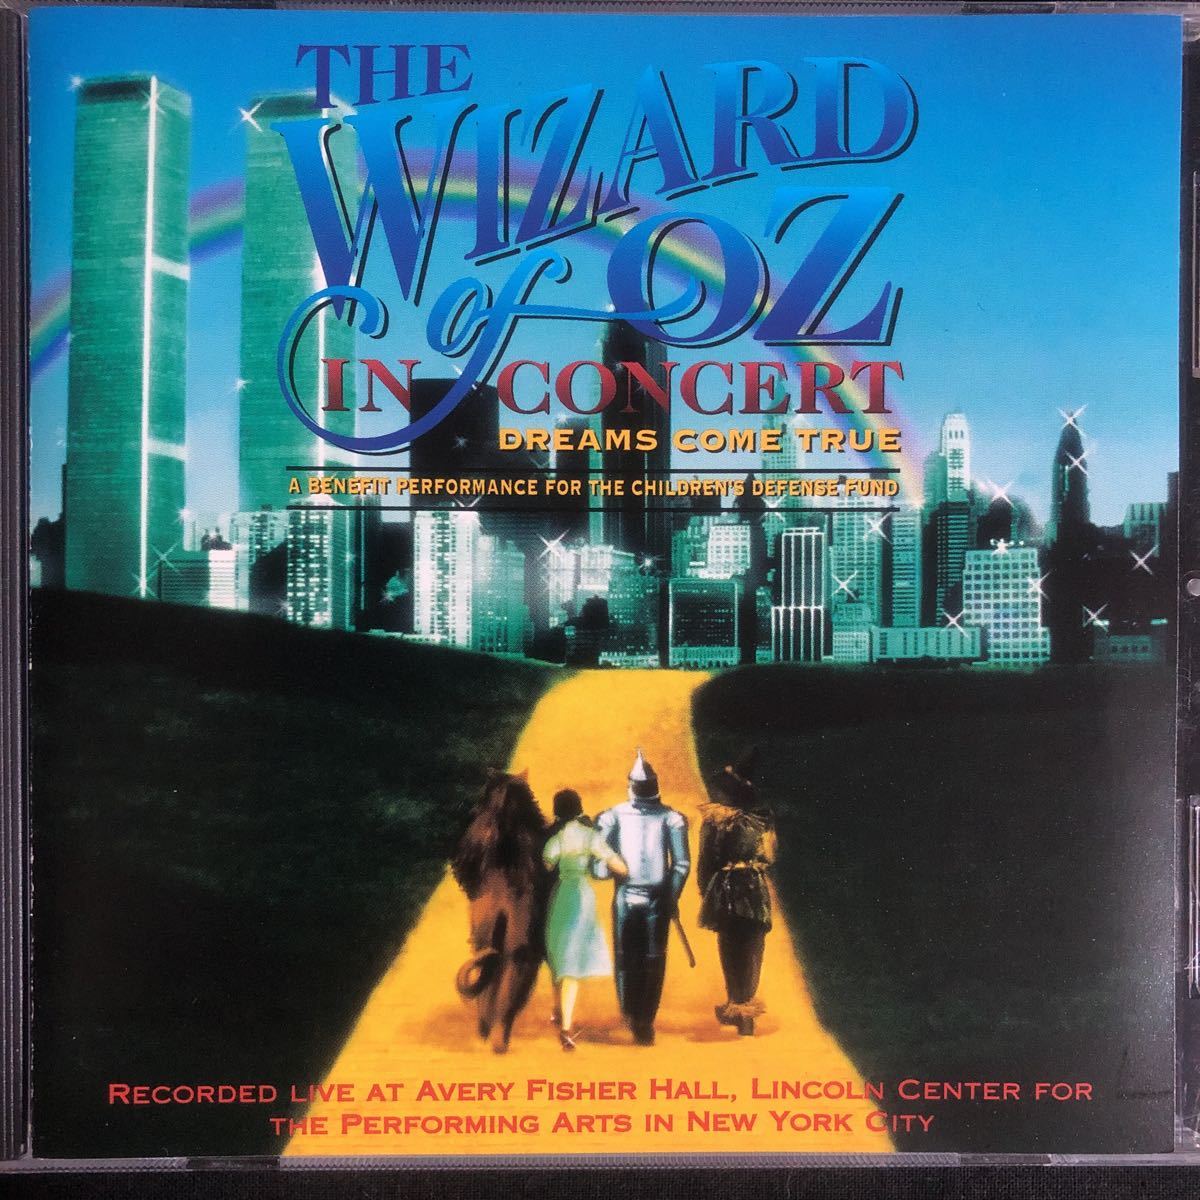 THE
WIZARD
of OZ
IN CONCERT
DREAMS COME TRUE
A BENEFIT PERFORMANCE FOR THE CHILDREN'S DEFENSE FUND
RECORDED LIVE AT AVERY FISHER HALL, LINCOLN CENTER FOR
THE PERFORMING ARTS IN NEW YORK CITY